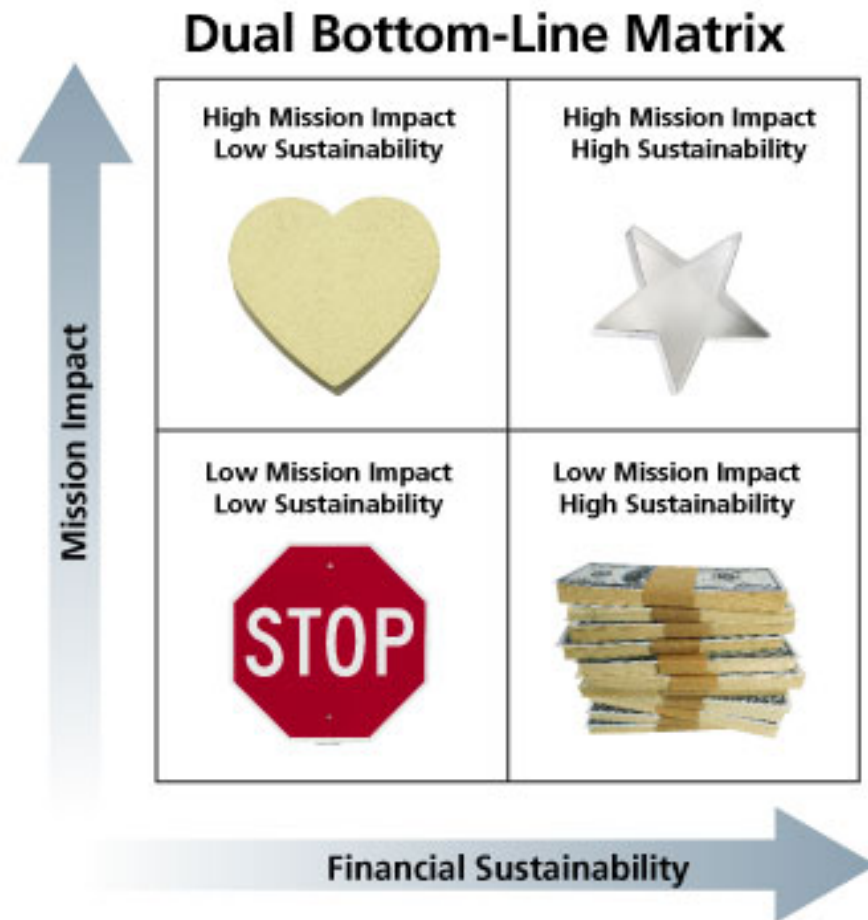 Dual Bottom-Line Matrix
High Mission Impact
Low Sustainability
High Mission Impact
High Sustainability
Mission Impact
Low Mission Impact
Low Sustainability
STOP
Low Mission Impact
High Sustainability
Financial Sustainability